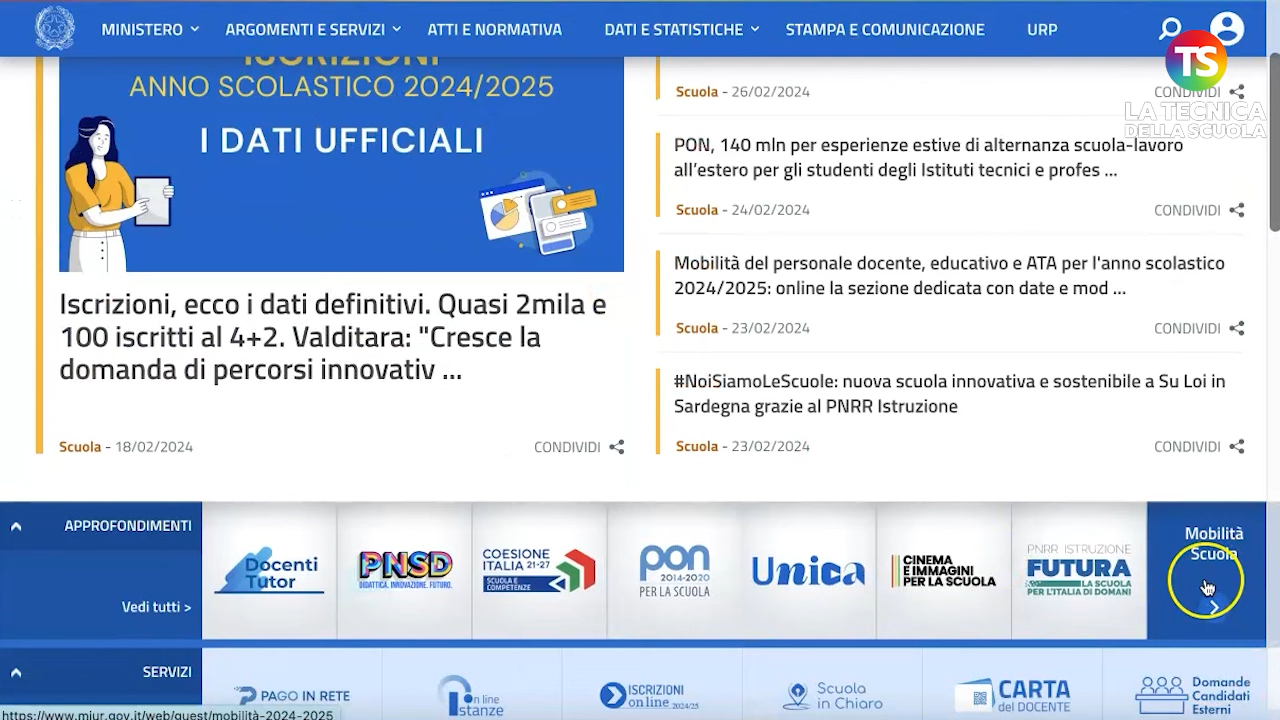 MINISTERO
ARGOMENTI E SERVIZI
ATTI E NORMATIVA
DATI E STATISTICHE
STAMPA E COMUNICAZIONE
URP
TS
LA TECNICA
DELLA SCUOLA
ISCRIZIONI
ANNO SCOLASTICO 2024/2025
I DATI UFFICIALI
Iscrizioni, ecco i dati definitivi. Quasi 2mila e
100 iscritti al 4+2. Valditara: "Cresce la
domanda di percorsi innovativ ...
Scuola - 18/02/2024
CONDIVIDI
Scuola - 26/02/2024
CONDIVIDI
PON, 140 mln per esperienze estive di alternanza scuola-lavoro
all'estero per gli studenti degli Istituti tecnici e profes ...
Scuola - 24/02/2024
CONDIVIDI
Mobilità del personale docente, educativo e ATA per l'anno scolastico
2024/2025: online la sezione dedicata con date e mod ...
Scuola - 23/02/2024
CONDIVIDI
#NoiSiamoLeScuole: nuova scuola innovativa e sostenibile a Su Loi in
Sardegna grazie al PNRR Istruzione
Scuola - 23/02/2024
CONDIVIDI
APPROFONDIMENTI
Vedi tutti >
Docenti
Tutor
PNSD
DIDATTICA. INNOVAZIONE. FUTURO.
COESIONE
ITALIA 21-27
SCUOLA E
COMPETENZE
pon
2014-2020
PER LA SCUOLA
Unica
CINEMA
E IMMAGINI
PER LA SCUOLA
PNRR ISTRUZIONE
FUTURA
LA SCUOLA
PER L'ITALIA DI DOMANI
Mobilità
Scuola
SERVIZI
PAGO IN RETE
on line
Istanze
ISCRIZIONI
on line 2024/25
Scuola
in Chiaro
CARTA
del DOCENTE
Domande
Candidati
Esterni
https://www.miur.gov.it/web/guest/mobilità-2024-2025